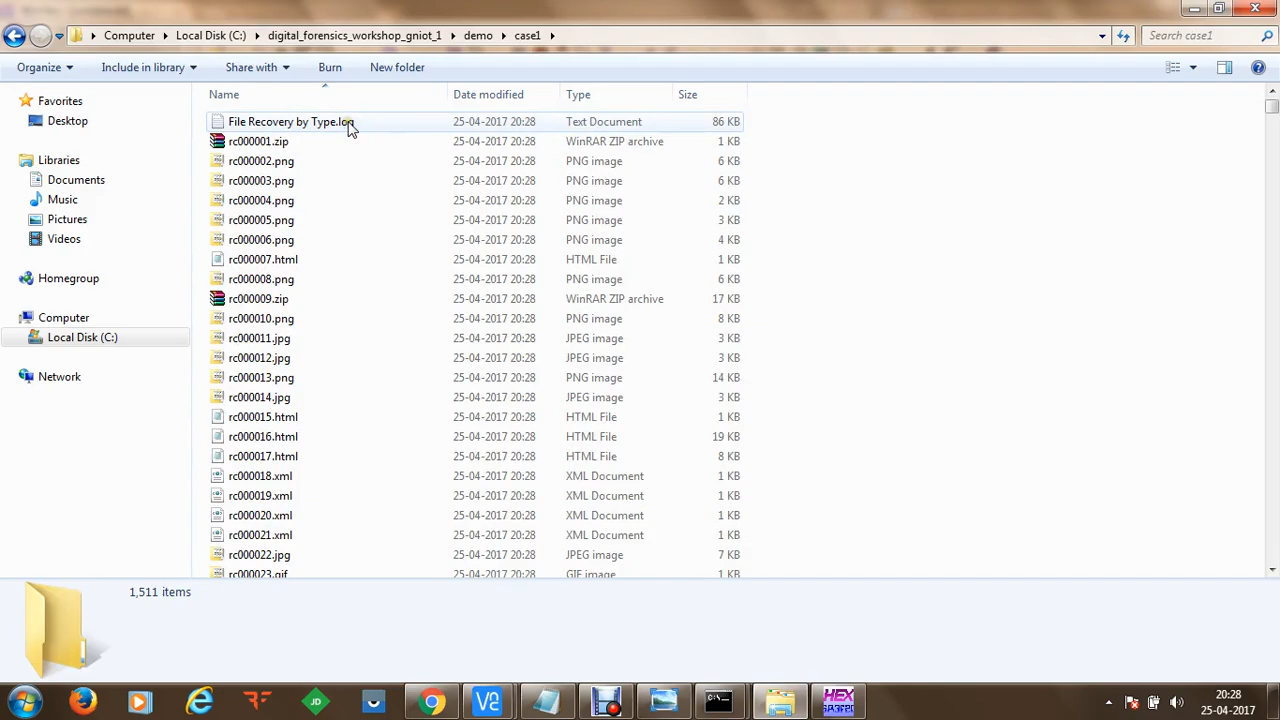 Computer Local Disk (C:) digital_forensics_workshop_gniot_1 demo case1 Search case1
Organize Include in library Share with Burn New folder
Favorites
Desktop
Libraries
Documents
Music
Pictures
Videos
Homegroup
Computer
Local Disk (C:)
Network
Name Date modified Type Size
File Recovery by Type.log 25-04-2017 20:28 Text Document 86 KB
rc000001.zip 25-04-2017 20:28 WinRAR ZIP archive 1 KB
rc000002.png 25-04-2017 20:28 PNG image 6 KB
rc000003.png 25-04-2017 20:28 PNG image 6 KB
rc000004.png 25-04-2017 20:28 PNG image 2 KB
rc000005.png 25-04-2017 20:28 PNG image 3 KB
rc000006.png 25-04-2017 20:28 PNG image 4 KB
rc000007.html 25-04-2017 20:28 HTML File 1 KB
rc000008.png 25-04-2017 20:28 PNG image 6 KB
rc000009.zip 25-04-2017 20:28 WinRAR ZIP archive 17 KB
rc000010.png 25-04-2017 20:28 PNG image 8 KB
rc000011.jpg 25-04-2017 20:28 JPEG image 3 KB
rc000012.jpg 25-04-2017 20:28 JPEG image 3 KB
rc000013.png 25-04-2017 20:28 PNG image 14 KB
rc000014.jpg 25-04-2017 20:28 JPEG image 3 KB
rc000015.html 25-04-2017 20:28 HTML File 1 KB
rc000016.html 25-04-2017 20:28 HTML File 19 KB
rc000017.html 25-04-2017 20:28 HTML File 8 KB
rc000018.xml 25-04-2017 20:28 XML Document 1 KB
rc000019.xml 25-04-2017 20:28 XML Document 1 KB
rc000020.xml 25-04-2017 20:28 XML Document 1 KB
rc000021.xml 25-04-2017 20:28 XML Document 1 KB
rc000022.jpg 25-04-2017 20:28 JPEG image 7 KB
rc000023.gif 25-04-2017 20:28 GIF image 1 KB
1,511 items
JD
HEX
20:28
25-04-2017